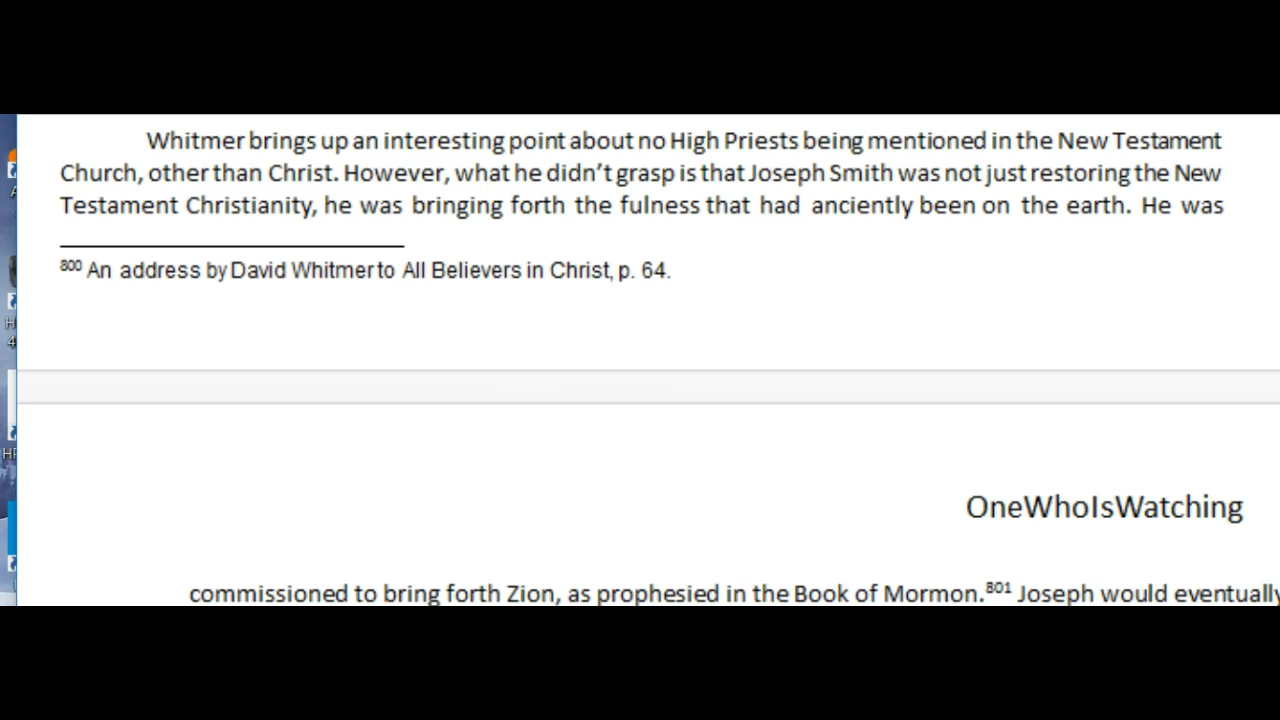 Whitmer brings up an interesting point about no High Priests being mentioned in the New Testament
Church, other than Christ. However, what he didn't grasp is that Joseph Smith was not just restoring the New
Testament Christianity, he was bringing forth the fulness that had anciently been on the earth. He was
800 An address by David Whitmer to All Believers in Christ, p. 64.
OneWhoIsWatching
commissioned to bring forth Zion, as prophesied in the Book of Mormon.801 Joseph would eventually